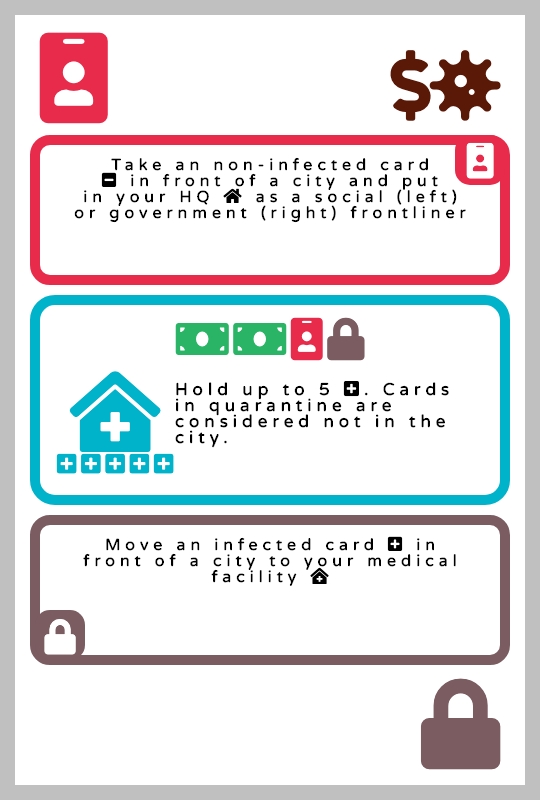 $
Take an non-infected card
in front of a city and put
in your HQ as a social (left)
or government (right) frontliner
Hold up to 5 . Cards
in quarantine are
considered not in the
city.
Move an infected card in
front of a city to your medical
facility